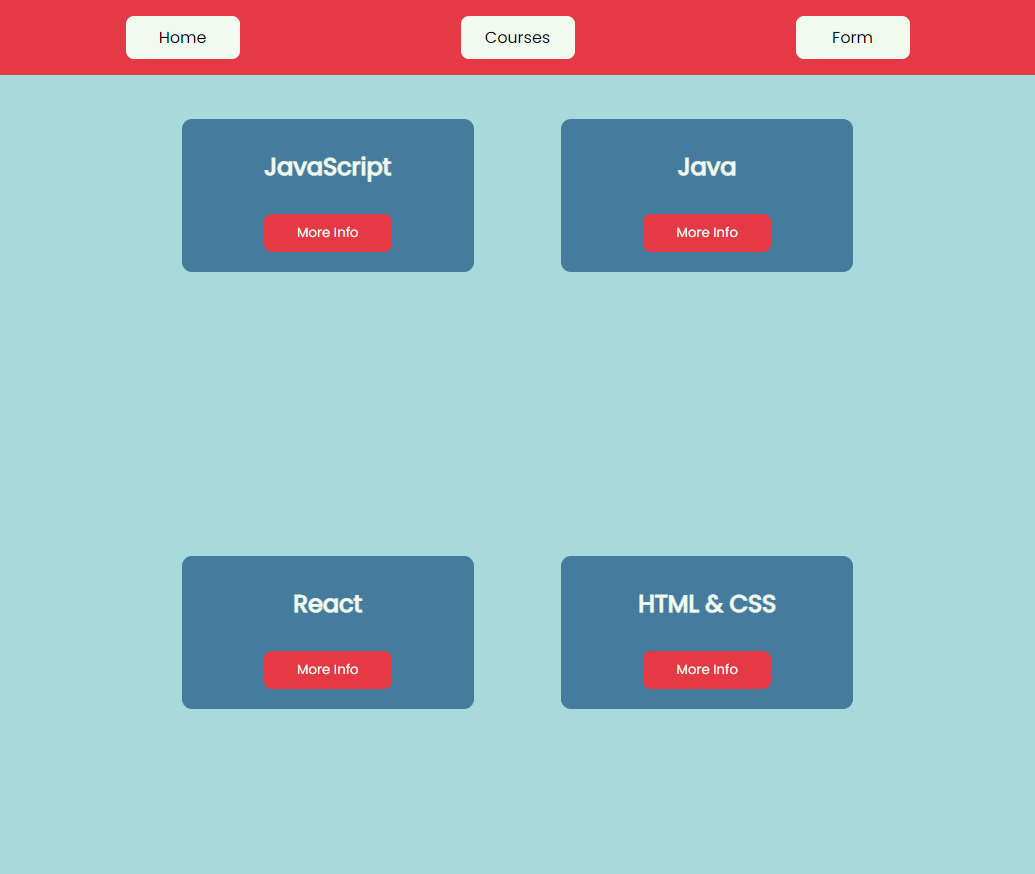 Home
Courses
Form
JavaScript
Java
More Info
More Info
React
HTML & CSS
More Info
More Info